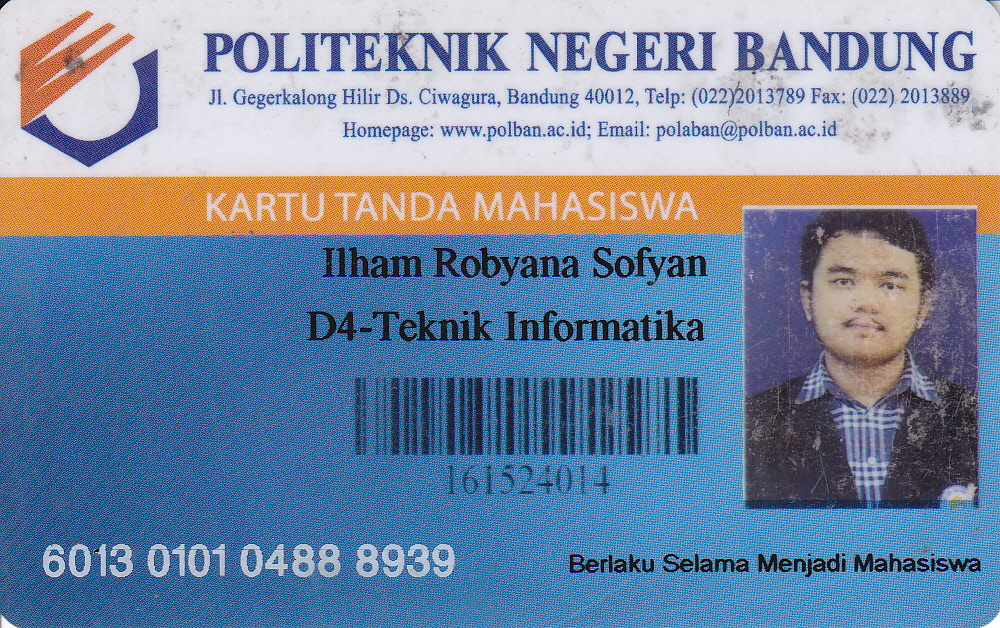 POLITEKNIK NEGERI BANDUNG
Jl. Gegerkalong Hilir Ds. Ciwagura, Bandung 40012, Telp: (022)2013789 Fax: (022) 2013889
Homepage: www.polban.ac.id; Email: polaban@polban.ac.id
KARTU TANDA MAHASISWA
Ilham Robyana Sofyan
D4-Teknik Informatika
161524014
6013 0101 0488 8939
Berlaku Selama Menjadi Mahasiswa